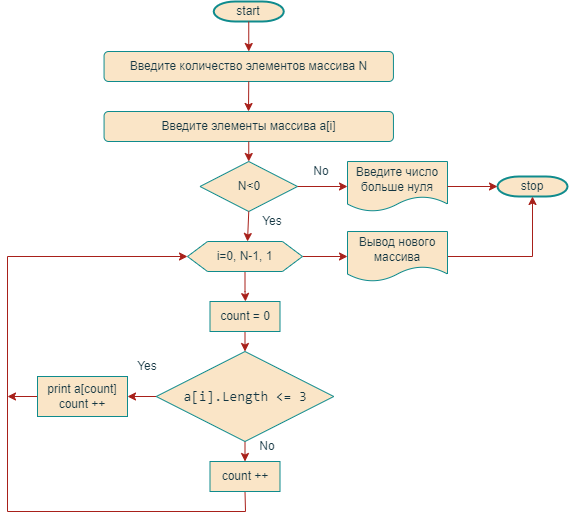 start
Введите количество элементов массива N
Введите элементы массива a[i]
N<0
No
Введите число
больше нуля
stop
Yes
i=0, N-1, 1
Вывод нового
массива
count = 0
Yes
print a[count]
count ++
a[i].Length <= 3
No
count ++